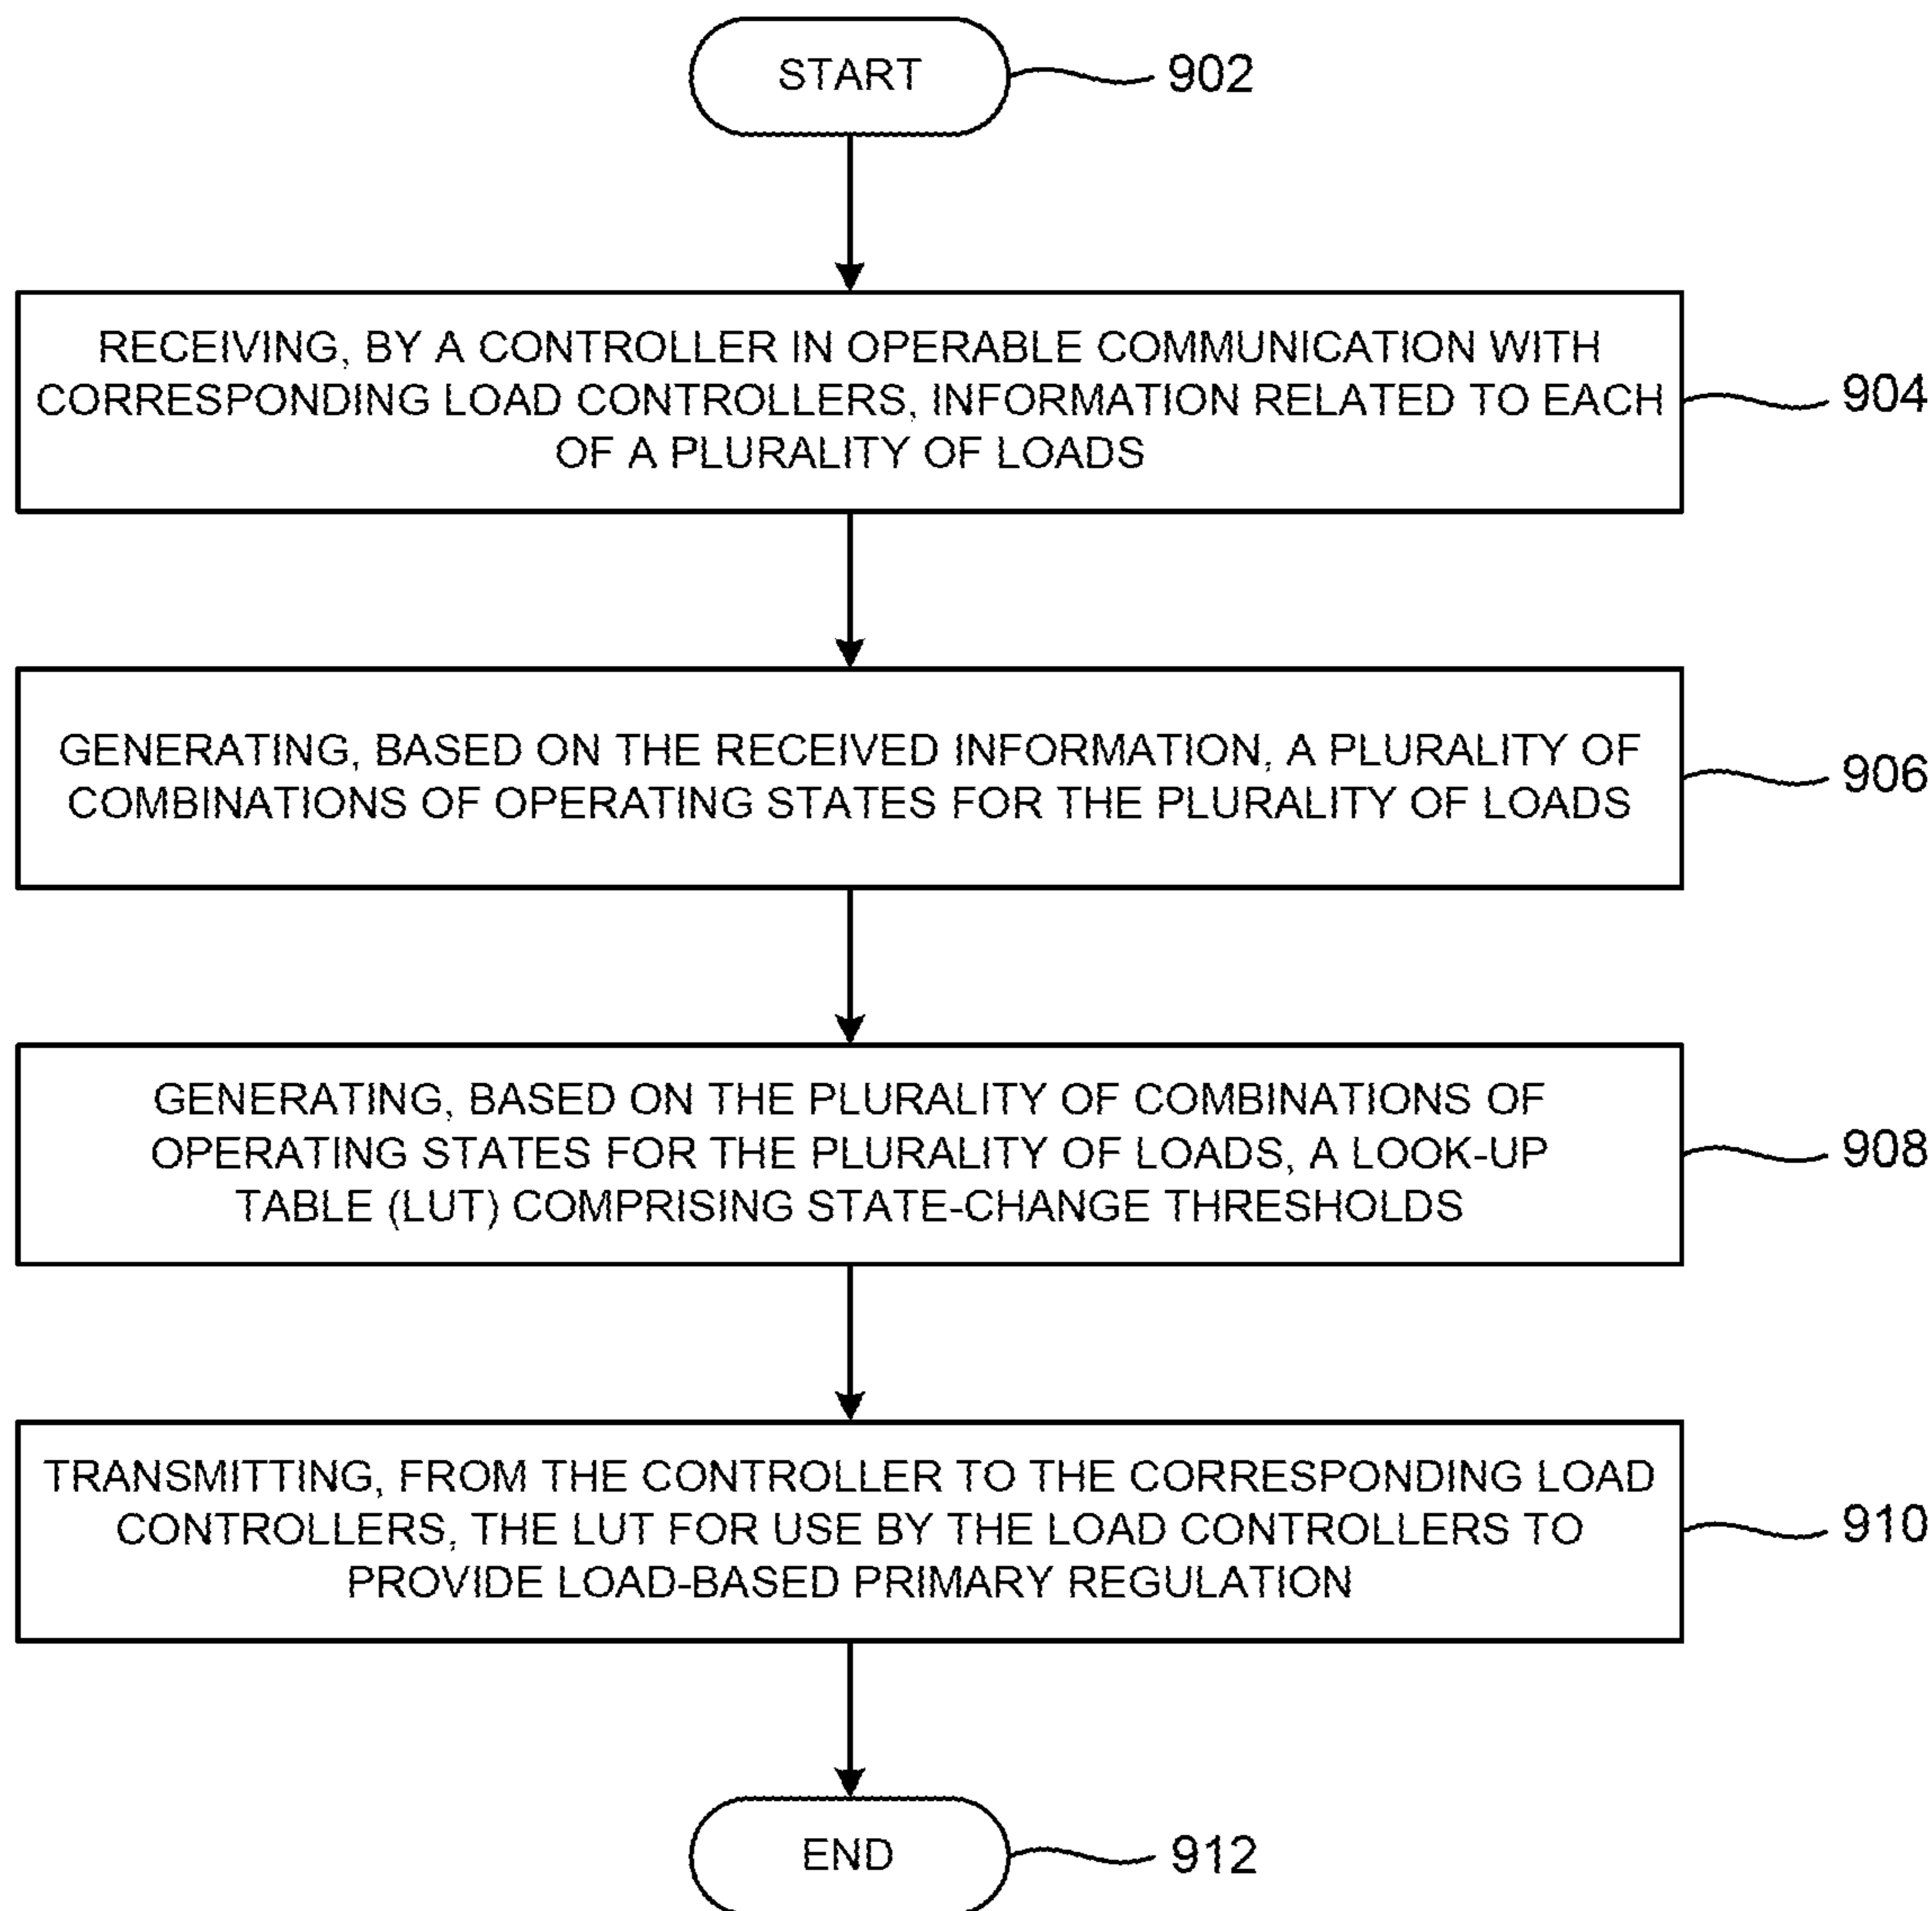 START
902
RECEIVING, BY A CONTROLLER IN OPERABLE COMMUNICATION WITH
CORRESPONDING LOAD CONTROLLERS, INFORMATION RELATED TO EACH
OF A PLURALITY OF LOADS
904
GENERATING, BASED ON THE RECEIVED INFORMATION, A PLURALITY OF
COMBINATIONS OF OPERATING STATES FOR THE PLURALITY OF LOADS
906
GENERATING, BASED ON THE PLURALITY OF COMBINATIONS OF
OPERATING STATES FOR THE PLURALITY OF LOADS, A LOOK-UP
TABLE (LUT) COMPRISING STATE-CHANGE THRESHOLDS
908
TRANSMITTING, FROM THE CONTROLLER TO THE CORRESPONDING LOAD
CONTROLLERS, THE LUT FOR USE BY THE LOAD CONTROLLERS TO
PROVIDE LOAD-BASED PRIMARY REGULATION
910
END
912